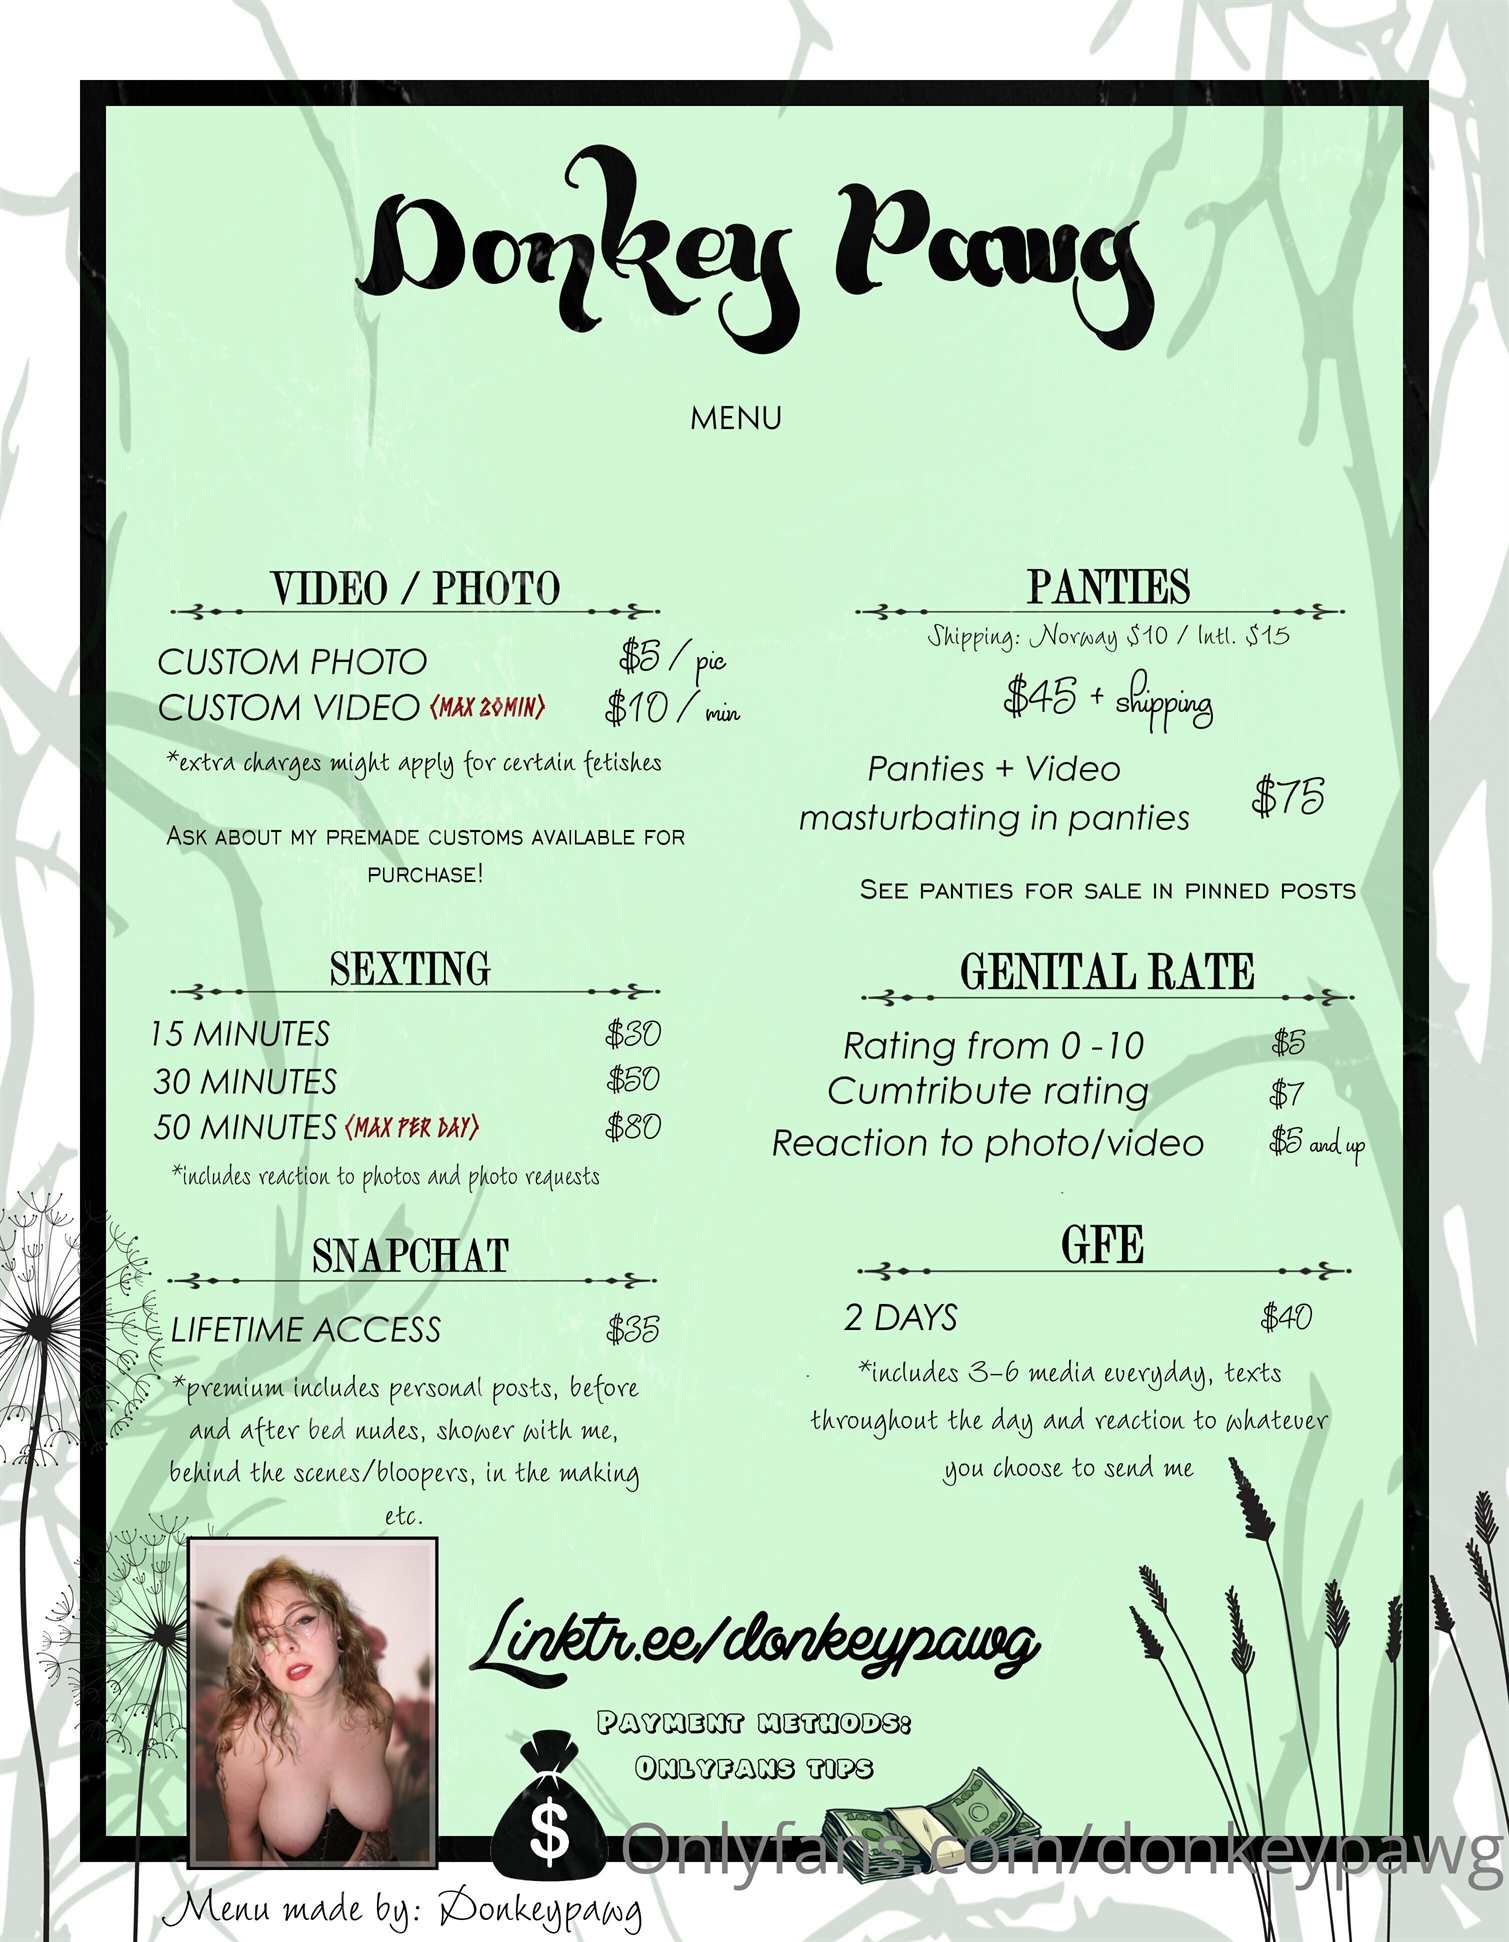 Donkey Pawg
MENU
VIDEO / PHOTO
CUSTOM PHOTO $5 / pic
CUSTOM VIDEO (MAX 20MIN) $10 / min
*extra charges might apply for certain fetishes
ASK ABOUT MY PREMADE CUSTOMS AVAILABLE FOR
PURCHASE!
SEXTING
15 MINUTES $30
30 MINUTES $50
50 MINUTES (MAX PER DAY) $80
*includes reaction to photos and photo requests
SNAPCHAT
LIFETIME ACCESS $35
*premium includes personal posts, before
and after bed nudes, shower with me,
behind the scenes/bloopers, in the making
etc.
PANTIES
Shipping: Norway $10 / Intl. $15
$45 + shipping
Panties + Video
masturbating in panties $75
SEE PANTIES FOR SALE IN PINNED POSTS
GENITAL RATE
Rating from 0 -10 $5
Cumtribute rating $7
Reaction to photo/video $5 and up
GFE
2 DAYS $40
*includes 3-6 media everyday, texts
throughout the day and reaction to whatever
you choose to send me
Linktr.ee/donkeypawg
PAYMENT METHODS:
ONLYFANS TIPS
$
Onlyfans.com/donkeypawg
Menu made by: Donkeypawg